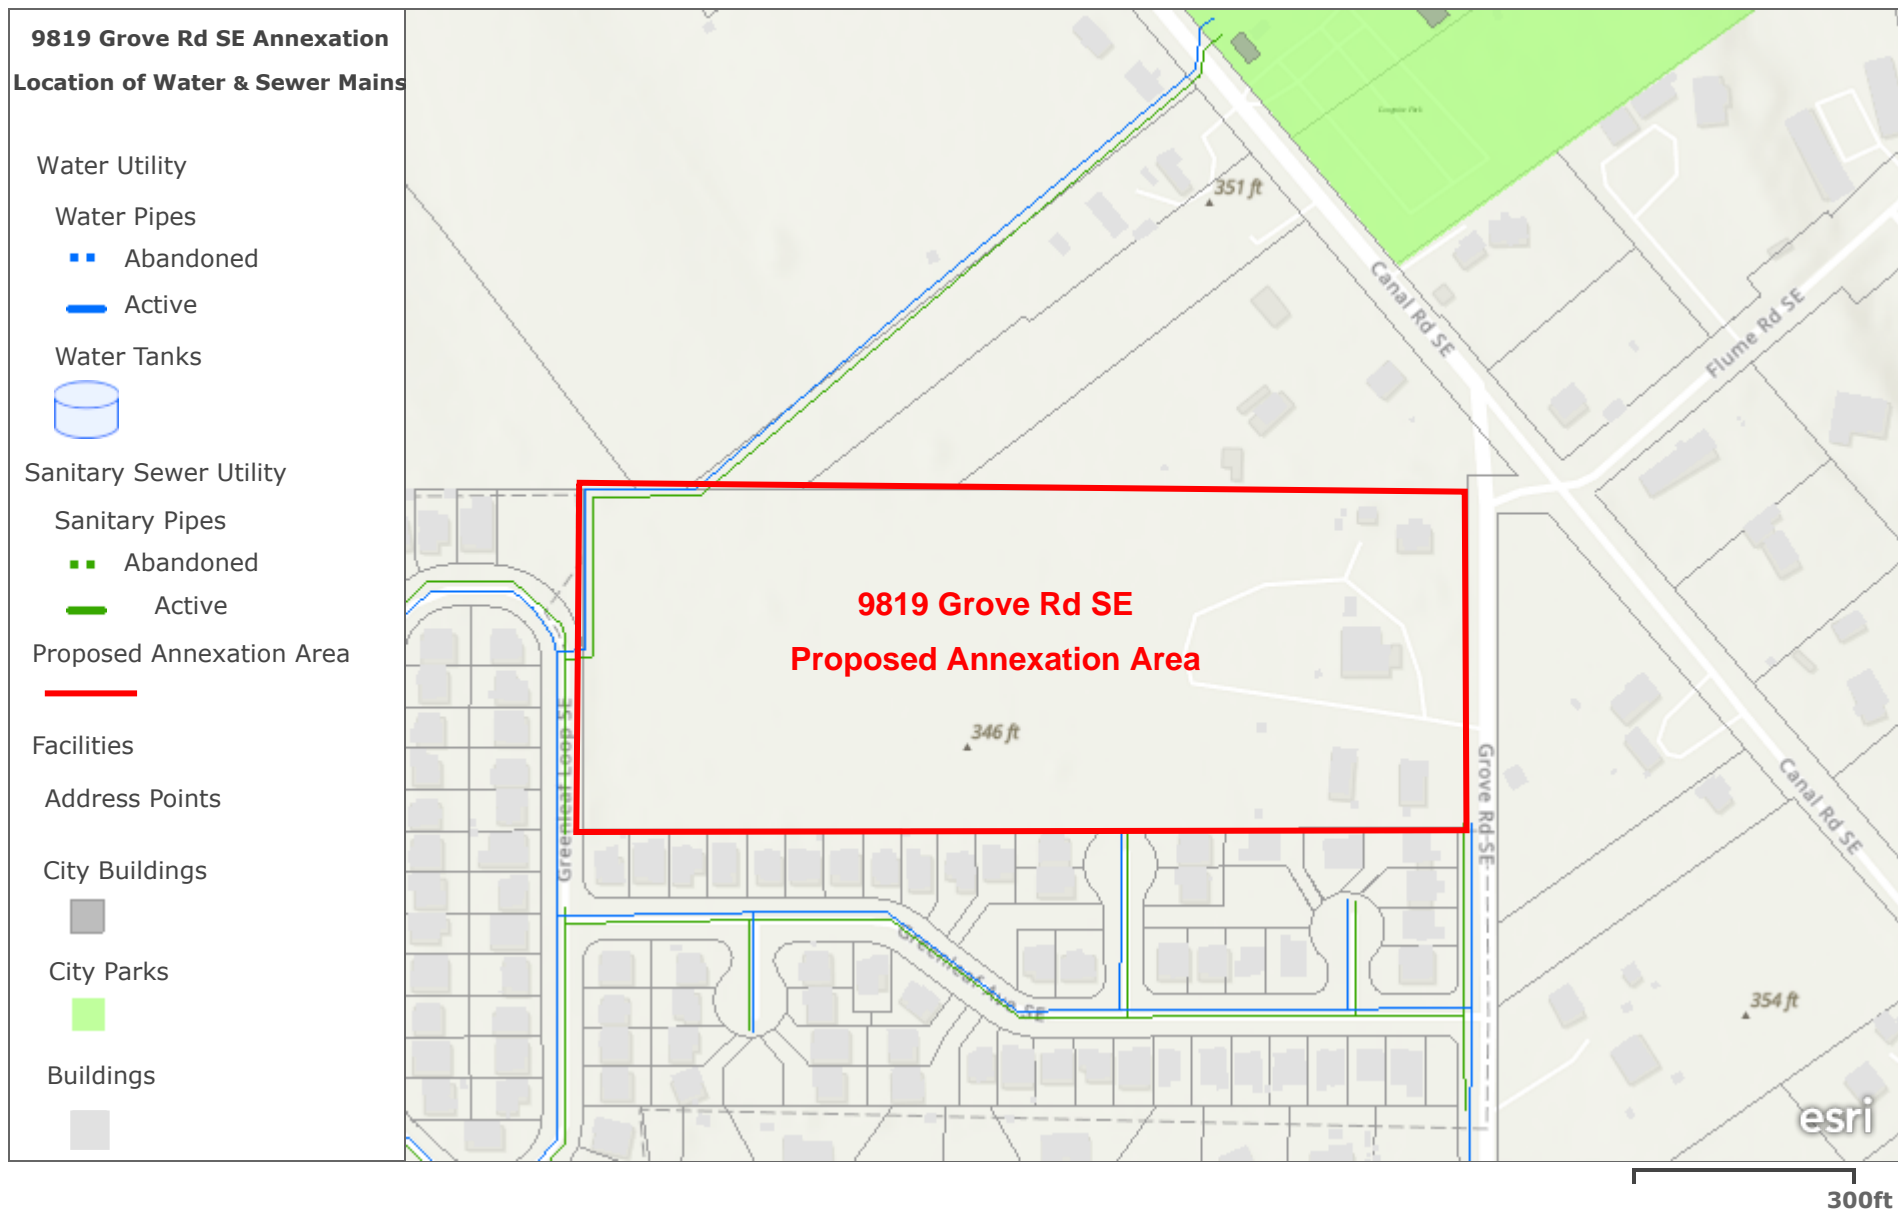 9819 Grove Rd SE Annexation
Location of Water & Sewer Mains
Water Utility
Water Pipes
Abandoned
Active
Water Tanks
Sanitary Sewer Utility
Sanitary Pipes
Abandoned
Active
Proposed Annexation Area
Facilities
Address Points
City Buildings
City Parks
Buildings
351 ft
Canal Rd SE
Flume Rd SE
9819 Grove Rd SE
Proposed Annexation Area
346 ft
Greenleaf Loop SE
Grove Rd SE
Canal Rd SE
Greenleaf Ave SE
354 ft
esri
300ft